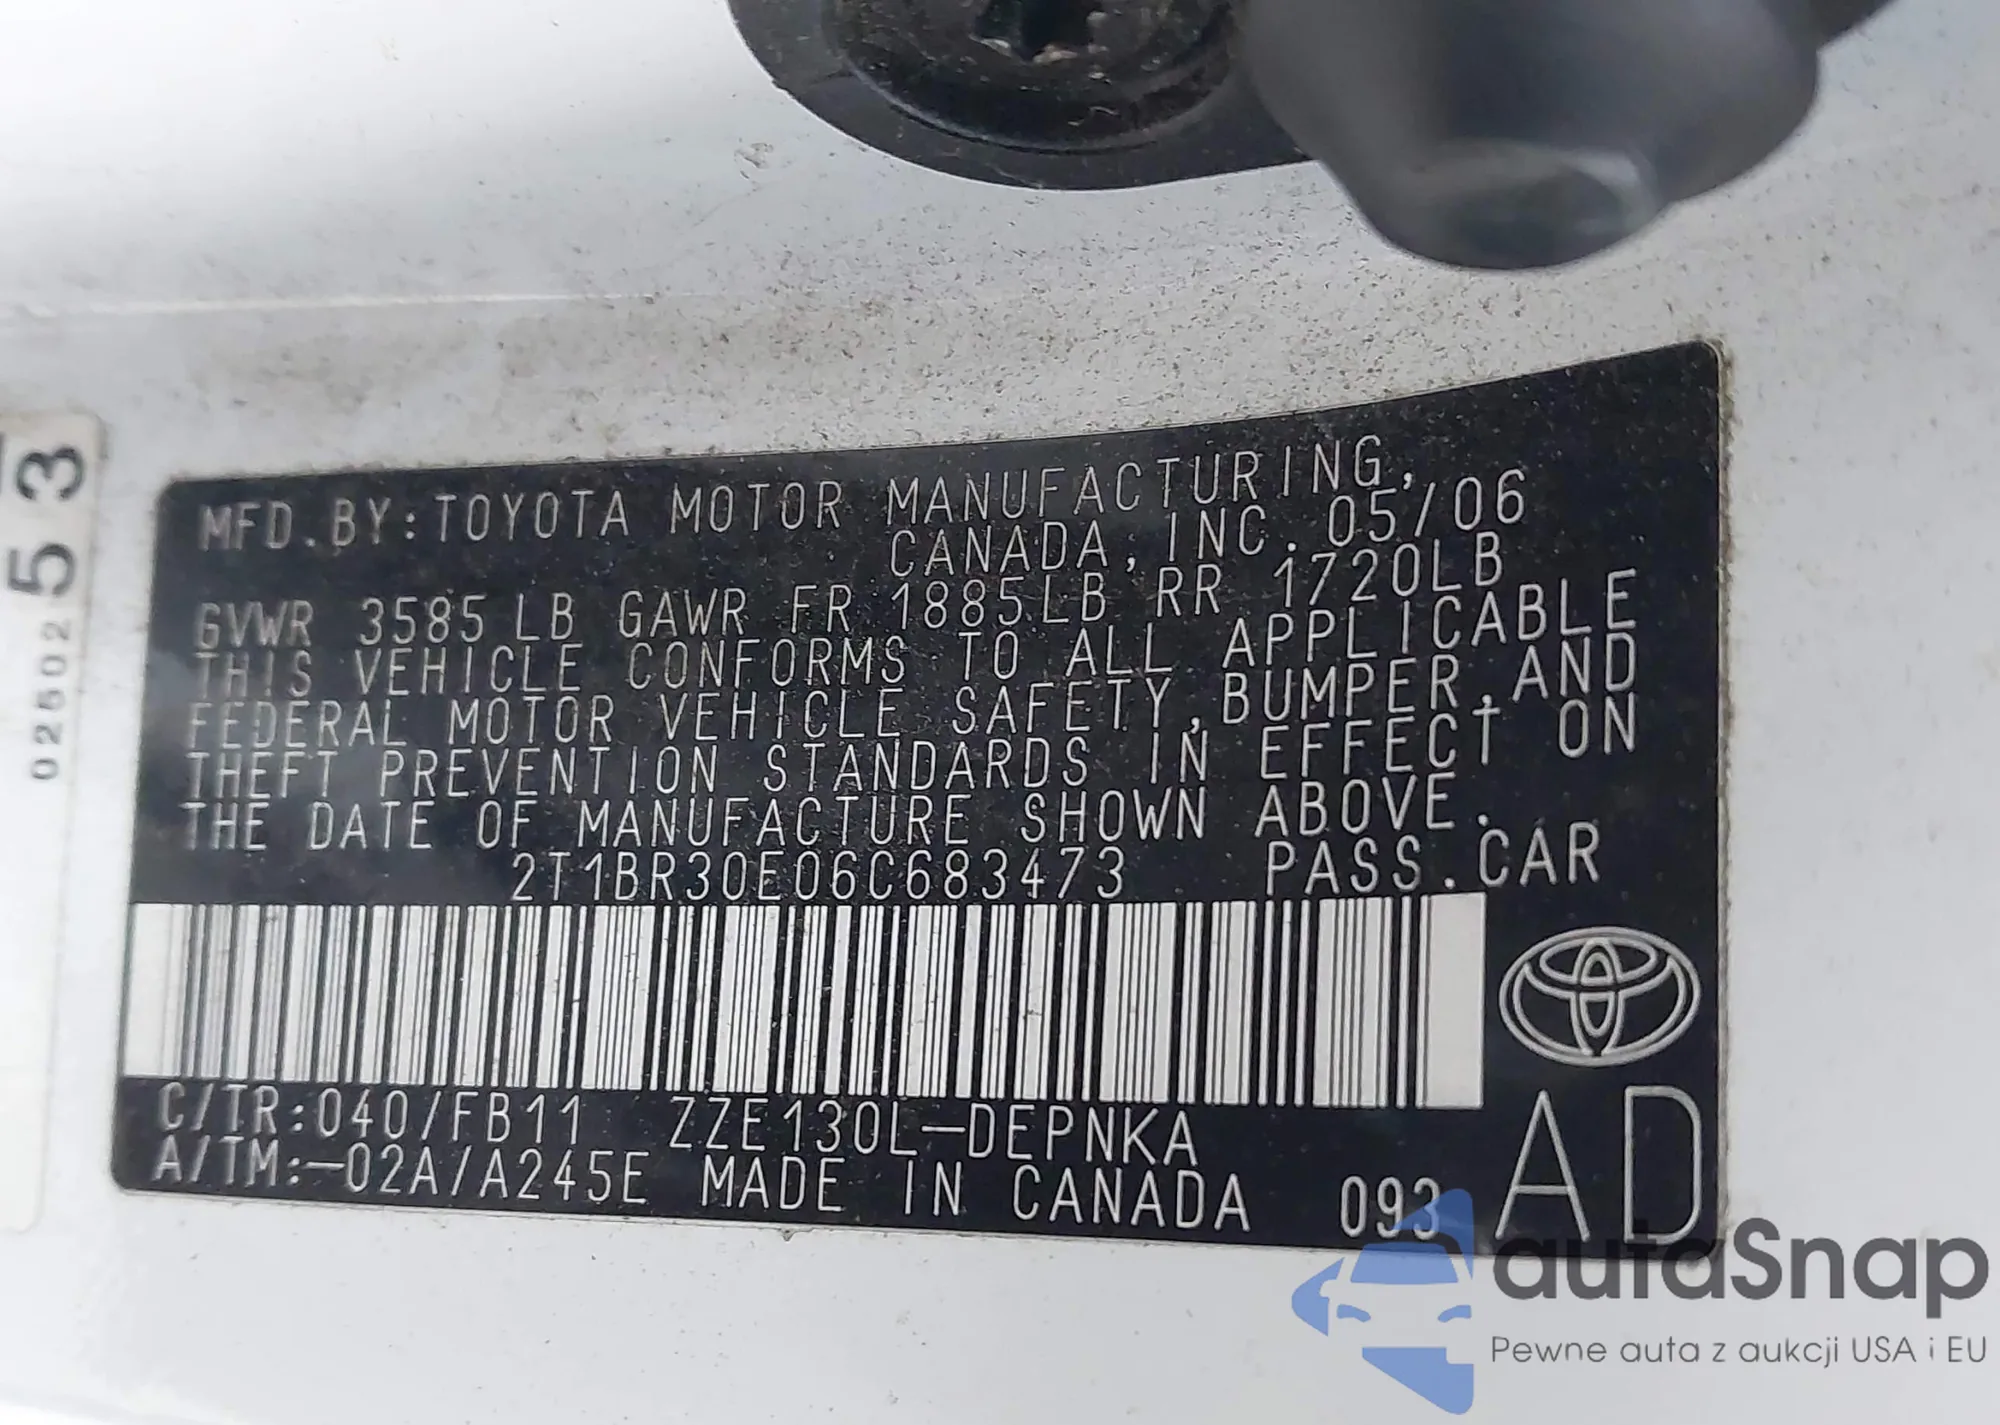 MFD.BY:TOYOTA MOTOR MANUFACTURING,
CANADA, INC. 05/06
GVWR 3585LB GAWR FR 1885LB RR 1720LB
THIS VEHICLE CONFORMS TO ALL APPLICABLE
FEDERAL MOTOR VEHICLE SAFETY,BUMPER,AND
THEFT PREVENTION STANDARDS IN EFFECT ON
THE DATE OF MANUFACTURE SHOWN ABOVE.
2T1BR30E06C683473 PASS.CAR
C/TR:040/FB11 ZZE130L-DEPNKA
A/TM:-02A/A245E MADE IN CANADA 093
AD
02502
53
autaSnap
Pewne auta z aukcji USA i EU